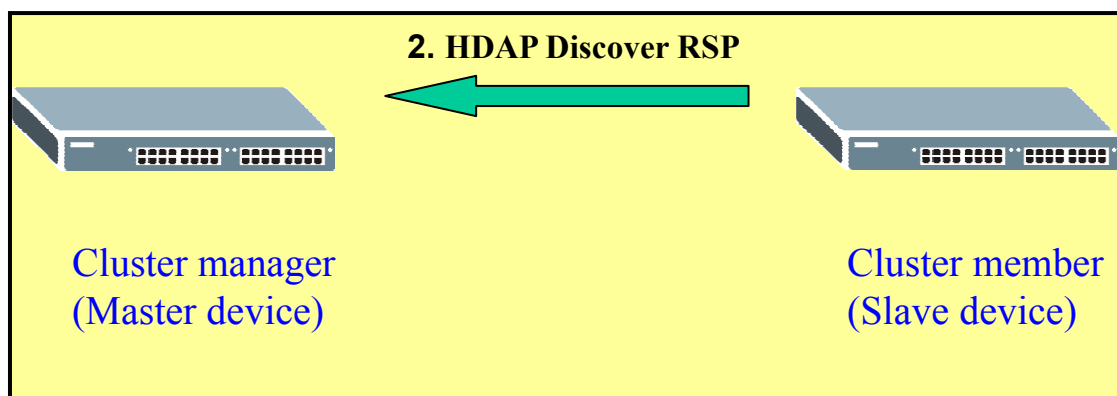 2. HDAP Discover RSP
Cluster manager
(Master device)
Cluster member
(Slave device)